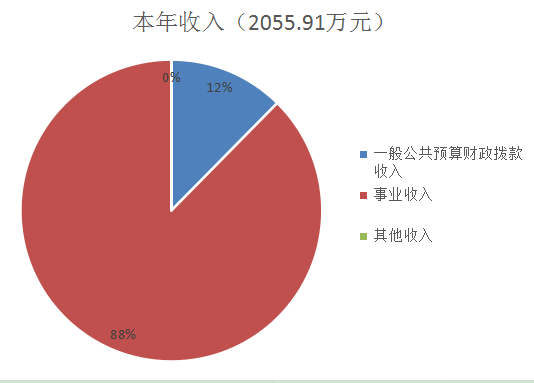 本年收入（2055.91万元）
0%
12%
一般公共预算财政拨款
收入
事业收入
其他收入
88%